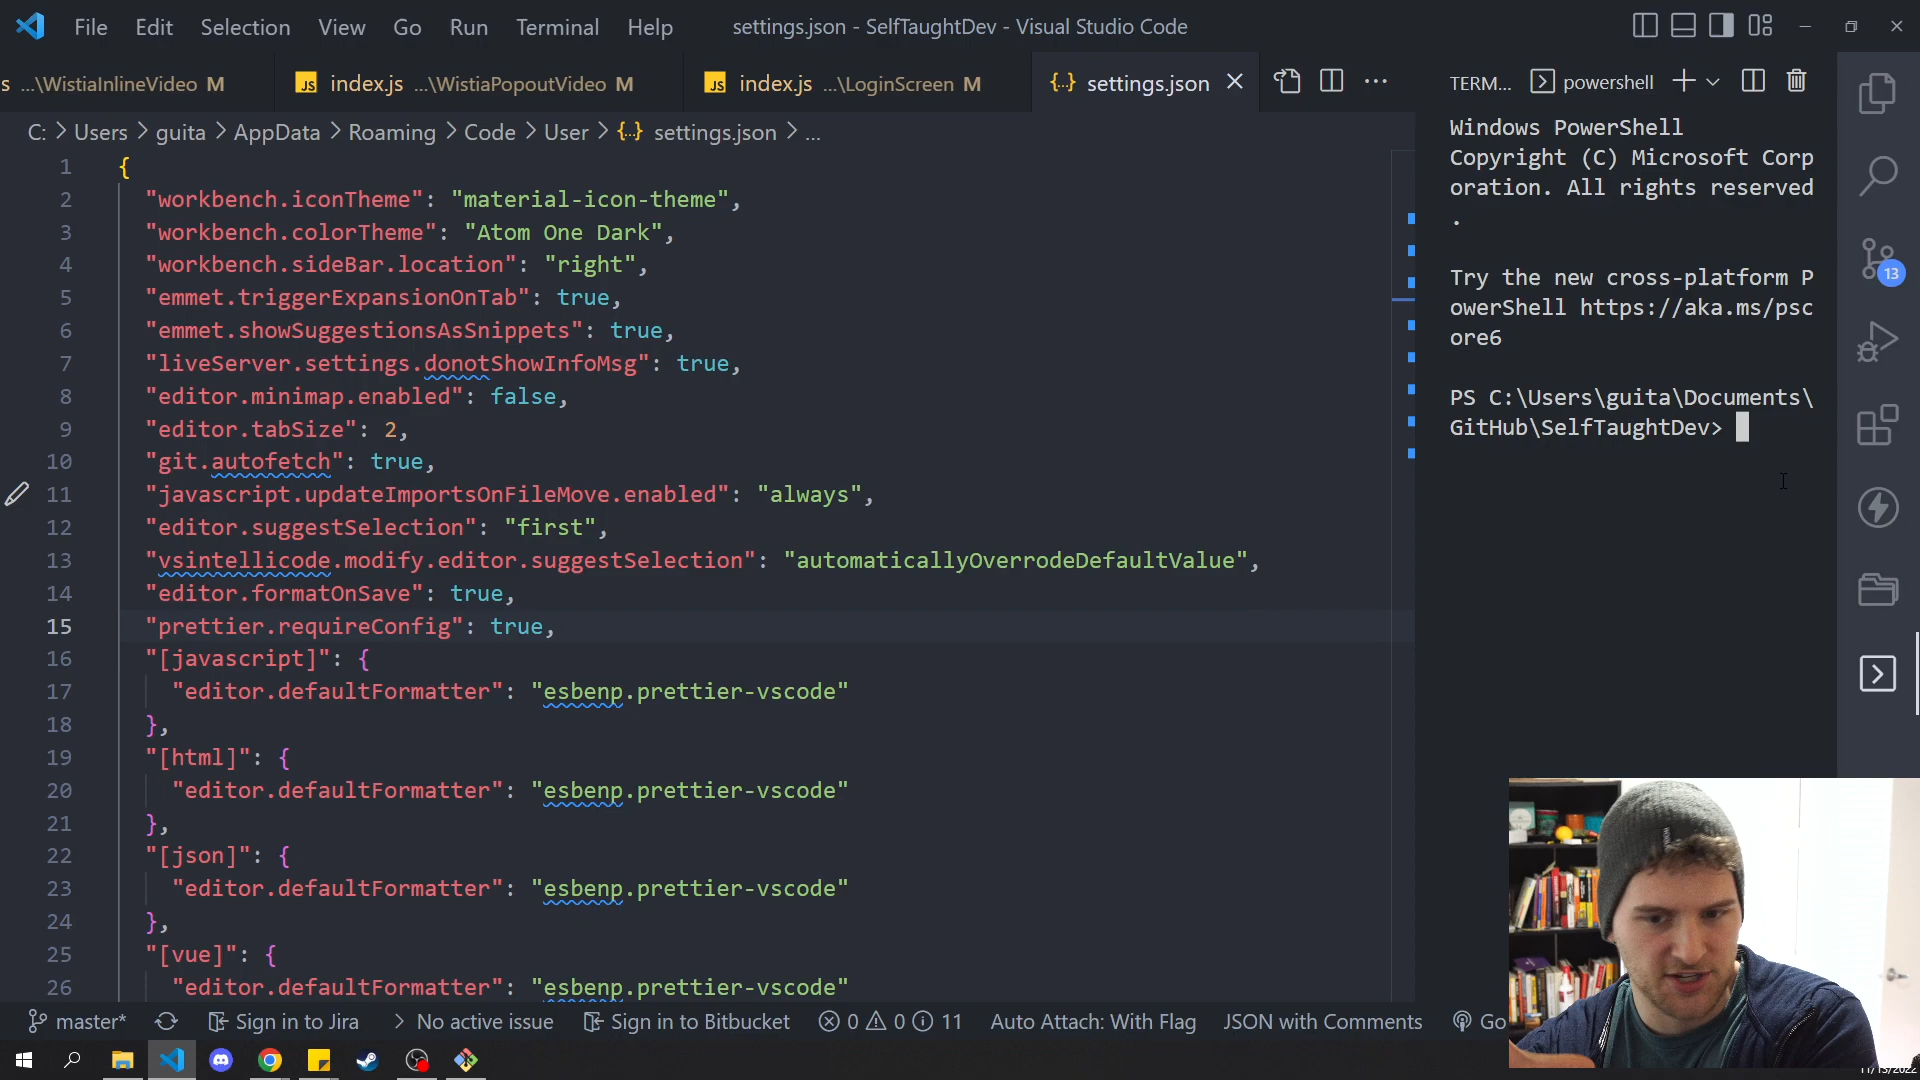 File Edit Selection View Go Run Terminal Help
settings.json - SelfTaughtDev - Visual Studio Code
s ...\WistiaInlineVideo M
JS index.js ...\WistiaPopoutVideo M
JS index.js ...\LoginScreen M
{..} settings.json
C: > Users > guita > AppData > Roaming > Code > User > {..} settings.json > ...
1 {
2 "workbench.iconTheme": "material-icon-theme",
3 "workbench.colorTheme": "Atom One Dark",
4 "workbench.sideBar.location": "right",
5 "emmet.triggerExpansionOnTab": true,
6 "emmet.showSuggestionsAsSnippets": true,
7 "liveServer.settings.donotShowInfoMsg": true,
8 "editor.minimap.enabled": false,
9 "editor.tabSize": 2,
10 "git.autofetch": true,
11 "javascript.updateImportsOnFileMove.enabled": "always",
12 "editor.suggestSelection": "first",
13 "vsintellicode.modify.editor.suggestSelection": "automaticallyOverrodeDefaultValue",
14 "editor.formatOnSave": true,
15 "prettier.requireConfig": true,
16 "[javascript]": {
17 "editor.defaultFormatter": "esbenp.prettier-vscode"
18 },
19 "[html]": {
20 "editor.defaultFormatter": "esbenp.prettier-vscode"
21 },
22 "[json]": {
23 "editor.defaultFormatter": "esbenp.prettier-vscode"
24 },
25 "[vue]": {
26 "editor.defaultFormatter": "esbenp.prettier-vscode"
TERM... powershell
Windows PowerShell
Copyright (C) Microsoft Corp
oration. All rights reserved
.
Try the new cross-platform P
owerShell https://aka.ms/psc
ore6
PS C:\Users\guita\Documents\
GitHub\SelfTaughtDev>
13
master* Sign in to Jira > No active issue Sign in to Bitbucket 0 0 11 Auto Attach: With Flag JSON with Comments Go
11/13/2022